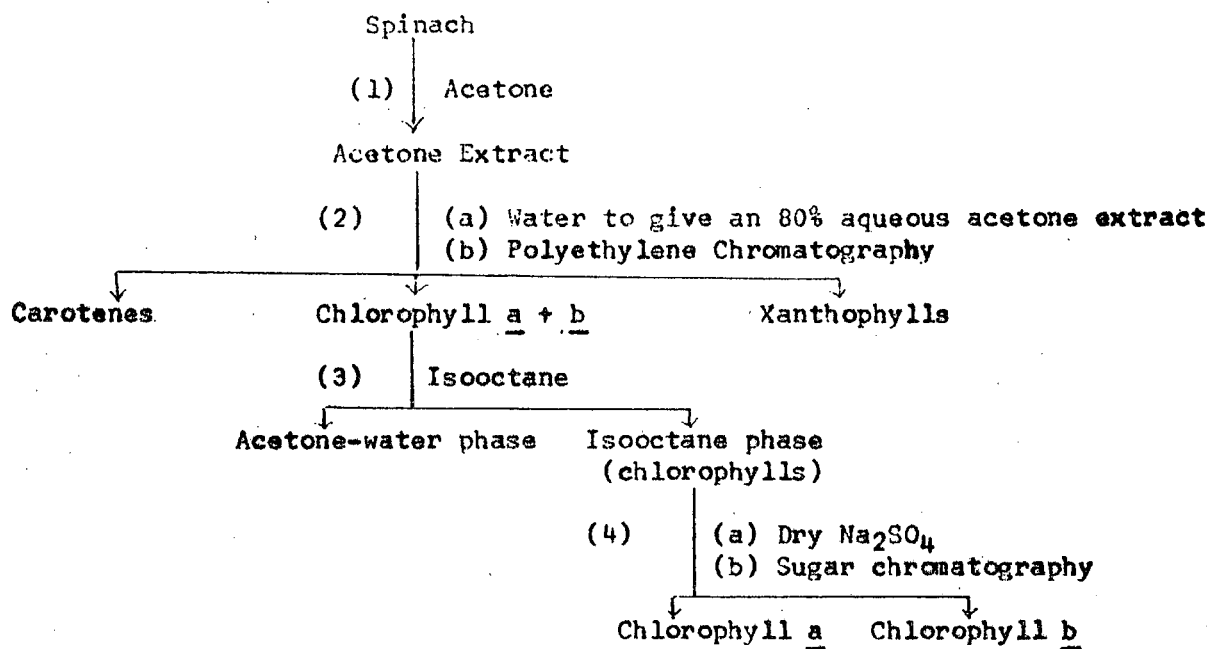 Spinach
(1) Acetone
Acetone Extract
(2) (a) Water to give an 80% aqueous acetone extract
(b) Polyethylene Chromatography
Carotenes Chlorophyll a + b Xanthophylls
(3) Isooctane
Acetone-water phase Isooctane phase
(chlorophylls)
(4) (a) Dry Na2SO4
(b) Sugar chromatography
Chlorophyll a Chlorophyll b